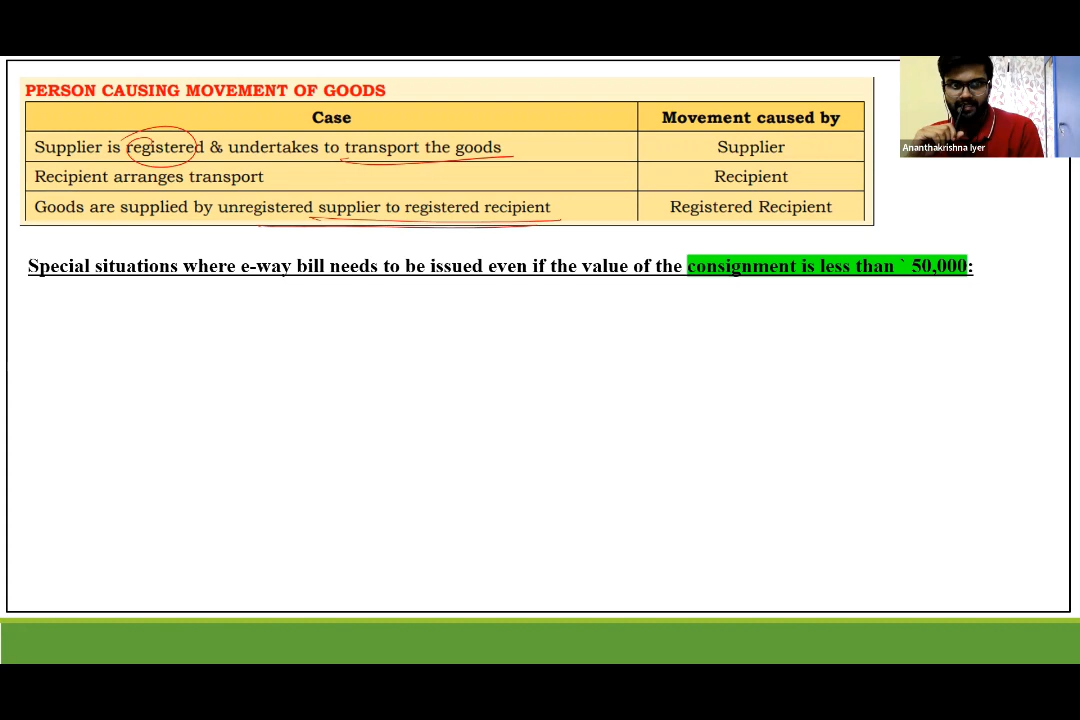 PERSON CAUSING MOVEMENT OF GOODS
Case Movement caused by
Supplier is registered & undertakes to transport the goods Supplier
Recipient arranges transport Recipient
Goods are supplied by unregistered supplier to registered recipient Registered Recipient
Ananthakrishna Iyer
Special situations where e-way bill needs to be issued even if the value of the consignment is less than ` 50,000: